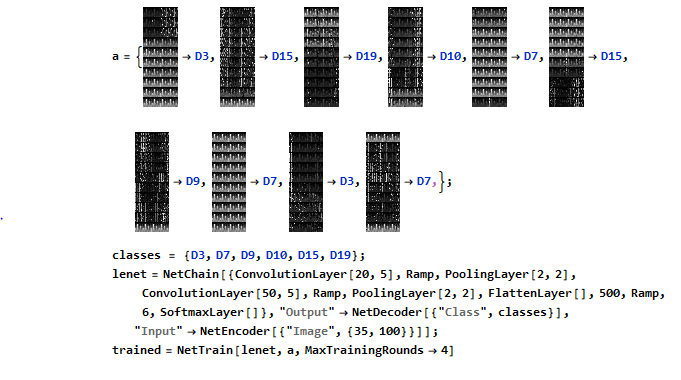 a = { → D3, → D15, → D19, → D10, → D7, → D15,
→ D9, → D7, → D3, → D7,};
classes = {D3, D7, D9, D10, D15, D19};
lenet = NetChain[{ConvolutionLayer[20, 5], Ramp, PoolingLayer[2, 2],
ConvolutionLayer[50, 5], Ramp, PoolingLayer[2, 2], FlattenLayer[], 500, Ramp,
6, SoftmaxLayer[]}, "Output" → NetDecoder[{"Class", classes}],
"Input" → NetEncoder[{"Image", {35, 100}}]];
trained = NetTrain[lenet, a, MaxTrainingRounds → 4]